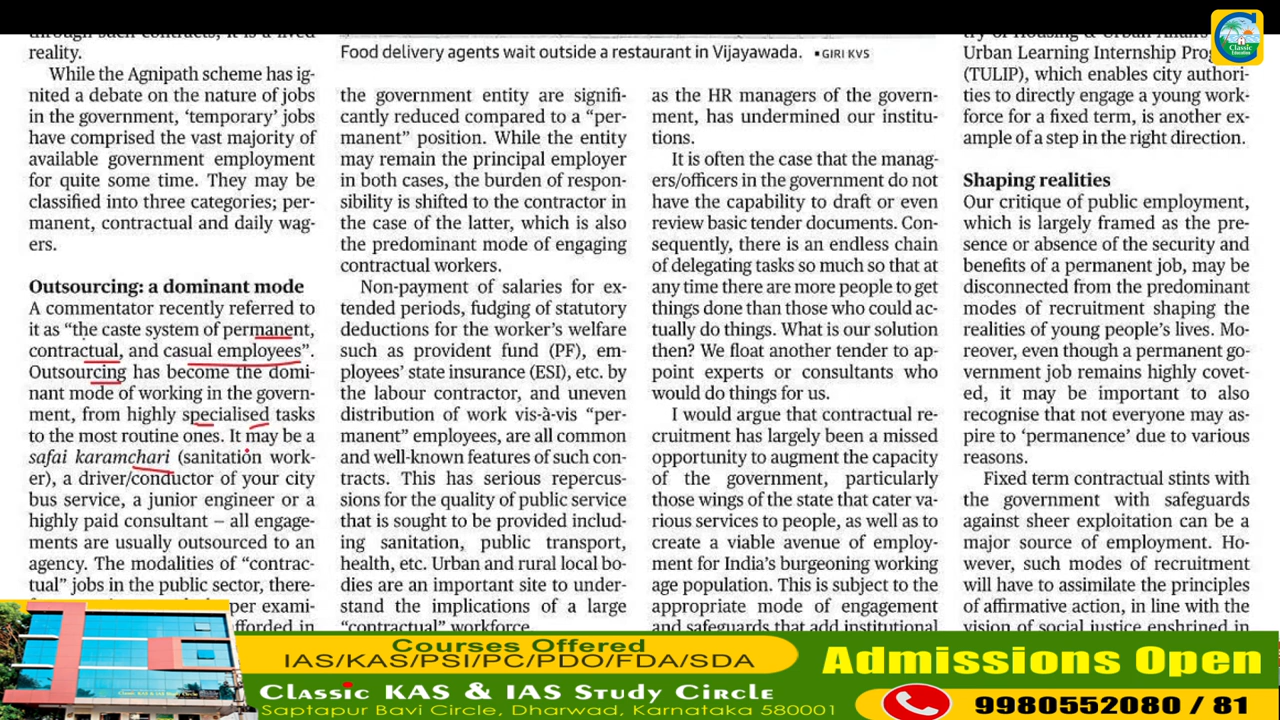 through such contracts, it is a lived
reality.
While the Agnipath scheme has ig-
nited a debate on the nature of jobs
in the government, ‘temporary’ jobs
have comprised the vast majority of
available government employment
for quite some time. They may be
classified into three categories; per-
manent, contractual and daily wag-
ers.
Outsourcing: a dominant mode
A commentator recently referred to
it as “the caste system of permanent,
contractual, and casual employees”.
Outsourcing has become the domi-
nant mode of working in the govern-
ment, from highly specialised tasks
to the most routine ones. It may be a
safai karamchari (sanitation work-
er), a driver/conductor of your city
bus service, a junior engineer or a
highly paid consultant – all engage-
ments are usually outsourced to an
agency. The modalities of “contrac-
tual” jobs in the public sector, there-
per exami-
fforded in
Food delivery agents wait outside a restaurant in Vijayawada. ▪GIRI KVS
the government entity are signifi-
cantly reduced compared to a “per-
manent” position. While the entity
may remain the principal employer
in both cases, the burden of respon-
sibility is shifted to the contractor in
the case of the latter, which is also
the predominant mode of engaging
contractual workers.
Non-payment of salaries for ex-
tended periods, fudging of statutory
deductions for the worker’s welfare
such as provident fund (PF), em-
ployees’ state insurance (ESI), etc. by
the labour contractor, and uneven
distribution of work vis-à-vis “per-
manent” employees, are all common
and well-known features of such con-
tracts. This has serious repercus-
sions for the quality of public service
that is sought to be provided includ-
ing sanitation, public transport,
health, etc. Urban and rural local bo-
dies are an important site to under-
stand the implications of a large
“contractual” workforce
as the HR managers of the govern-
ment, has undermined our institu-
tions.
It is often the case that the manag-
ers/officers in the government do not
have the capability to draft or even
review basic tender documents. Con-
sequently, there is an endless chain
of delegating tasks so much so that at
any time there are more people to get
things done than those who could ac-
tually do things. What is our solution
then? We float another tender to ap-
point experts or consultants who
would do things for us.
I would argue that contractual re-
cruitment has largely been a missed
opportunity to augment the capacity
of the government, particularly
those wings of the state that cater va-
rious services to people, as well as to
create a viable avenue of employ-
ment for India’s burgeoning working
age population. This is subject to the
appropriate mode of engagement
and safeguards that add institutional
Urban Learning Internship Prog
(TULIP), which enables city authori-
ties to directly engage a young work-
force for a fixed term, is another ex-
ample of a step in the right direction.
Shaping realities
Our critique of public employment,
which is largely framed as the pre-
sence or absence of the security and
benefits of a permanent job, may be
disconnected from the predominant
modes of recruitment shaping the
realities of young people’s lives. Mo-
reover, even though a permanent go-
vernment job remains highly covet-
ed, it may be important to also
recognise that not everyone may as-
pire to ‘permanence’ due to various
reasons.
Fixed term contractual stints with
the government with safeguards
against sheer exploitation can be a
major source of employment. Ho-
wever, such modes of recruitment
will have to assimilate the principles
of affirmative action, in line with the
vision of social justice enshrined in
Classic
Education
Courses Offered
IAS/KAS/PSI/PC/PDO/FDA/SDA
Classic KAS & IAS Study Circle
Saptapur Bavi Circle, Dharwad, Karnataka 580001
Admissions Open
9980552080 / 81